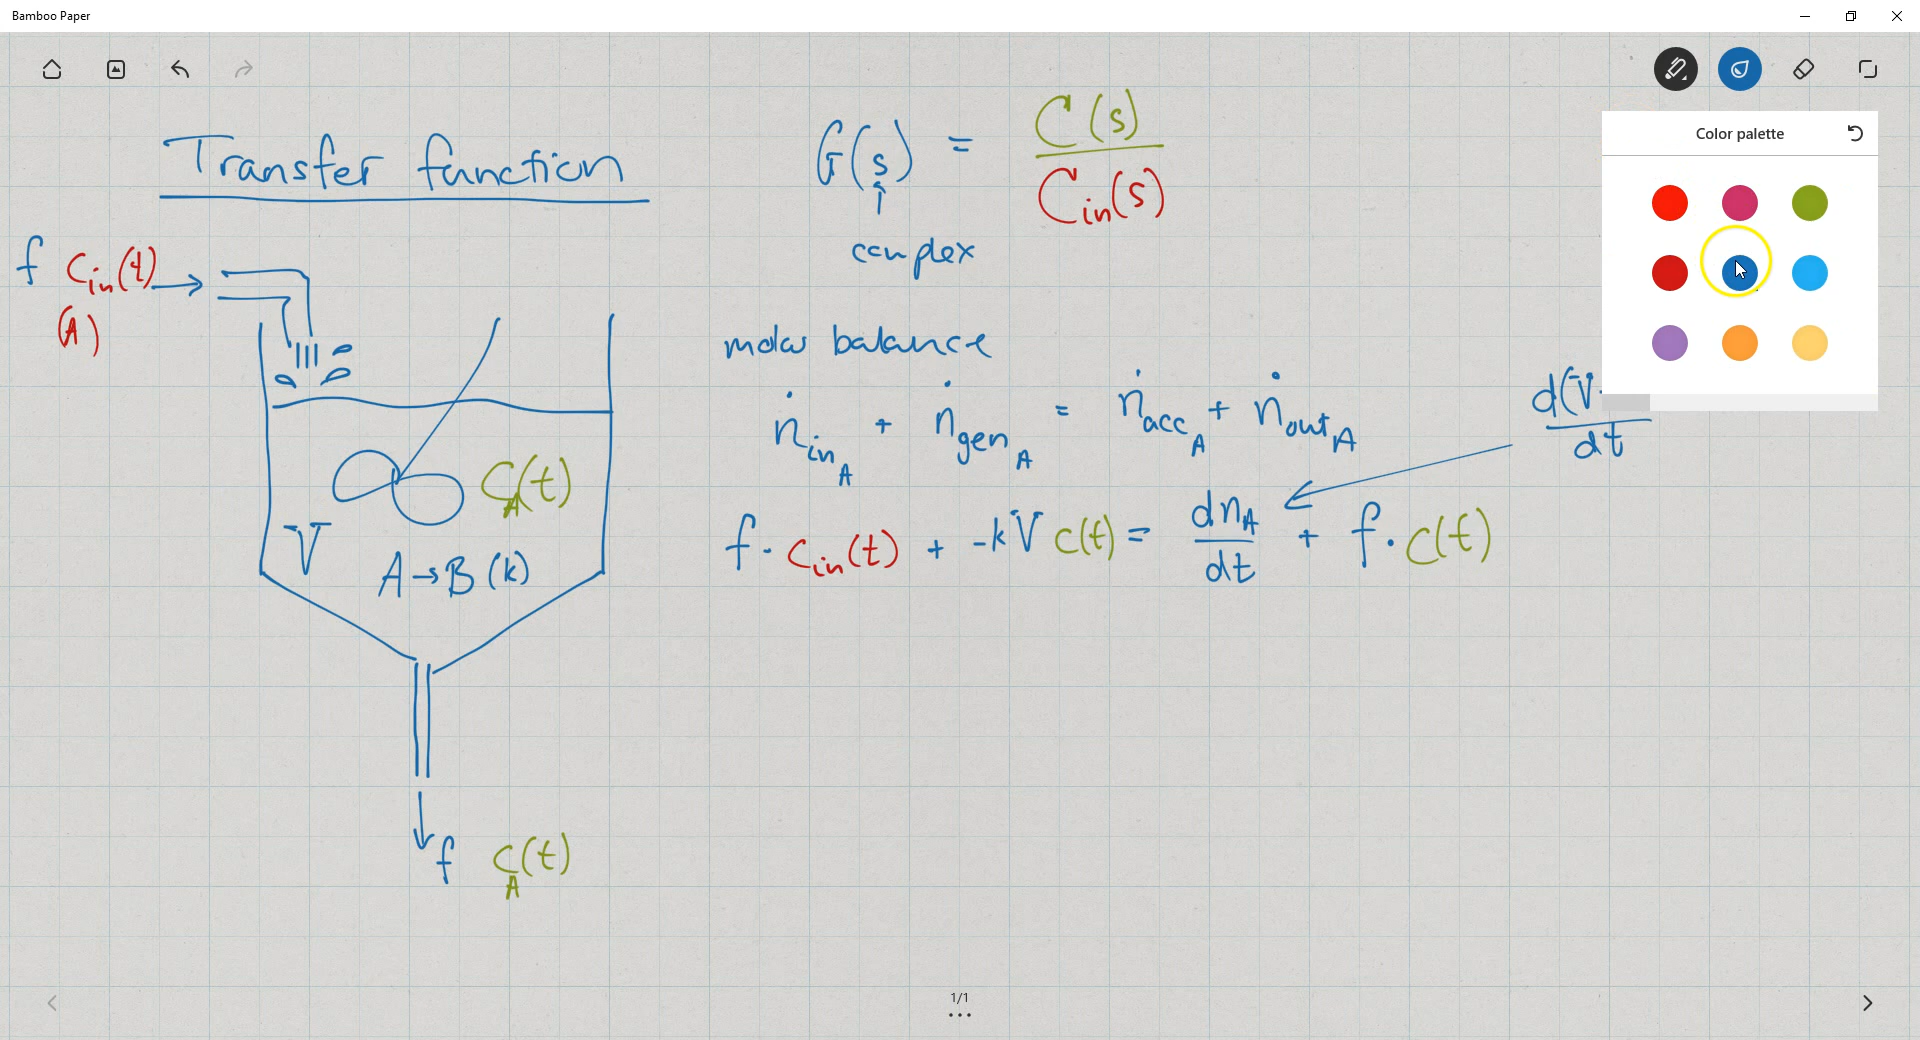 Bamboo Paper
Color palette
Transfer function
G(s) = C(s) / Cin(s)
complex
f Cin(t)
(A)
molar balance
ṅinA + ṅgenA = ṅaccA + ṅoutA
d(V· / dt
f · Cin(t) + -kV C(t) = dnA / dt + f · C(t)
CA(t)
V
A→B (k)
f CA(t)
1/1